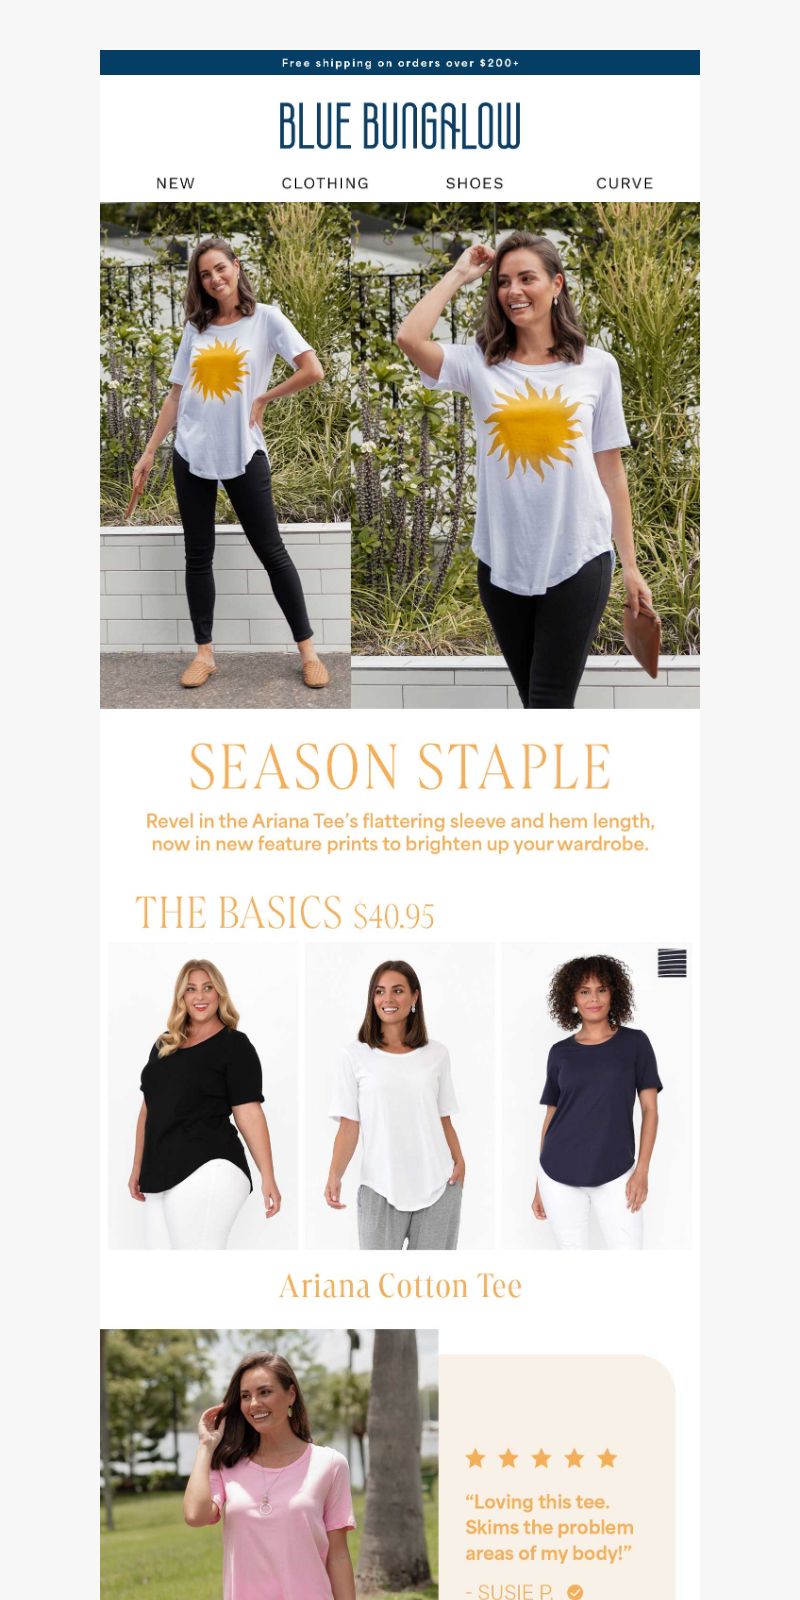 Free shipping on orders over $200+
BLUE BUNGALOW
NEW CLOTHING SHOES CURVE
SEASON STAPLE
Revel in the Ariana Tee’s flattering sleeve and hem length,
now in new feature prints to brighten up your wardrobe.
THE BASICS $40.95
Ariana Cotton Tee
“Loving this tee.
Skims the problem
areas of my body!”
- SUSIE P.